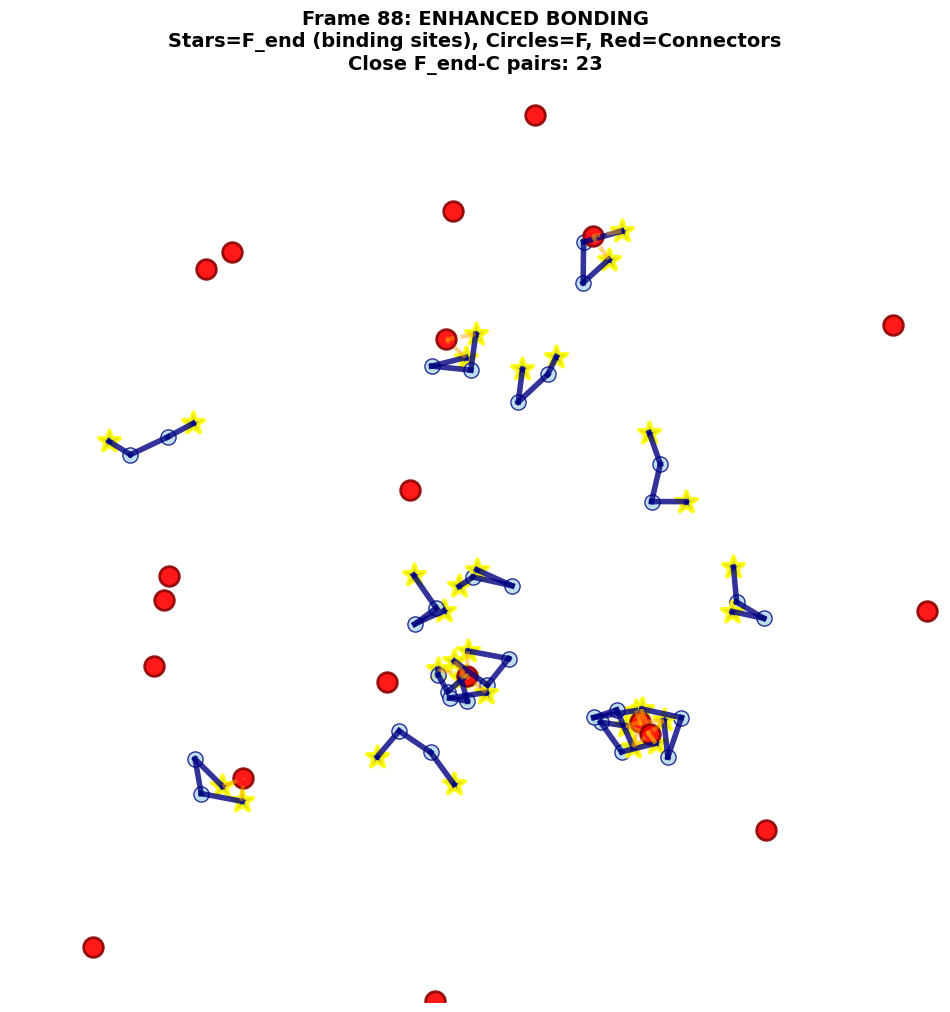 Frame 88: ENHANCED BONDING
Stars=F_end (binding sites), Circles=F, Red=Connectors
Close F_end-C pairs: 23